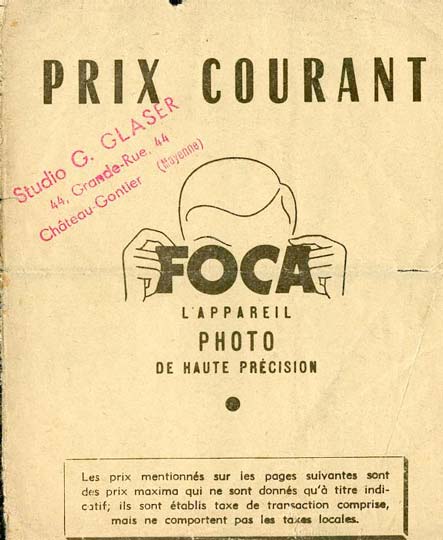 PRIX COURANT
Studio G. GLASER
44, Grande-Rue, 44
Château-Gontier (Mayenne)
FOCA
L'APPAREIL
PHOTO
DE HAUTE PRÉCISION
Les prix mentionnés sur les pages suivantes sont
des prix maxima qui ne sont donnés qu'à titre indi-
catif; ils sont établis taxe de transaction comprise,
mais ne comportent pas les taxes locales.